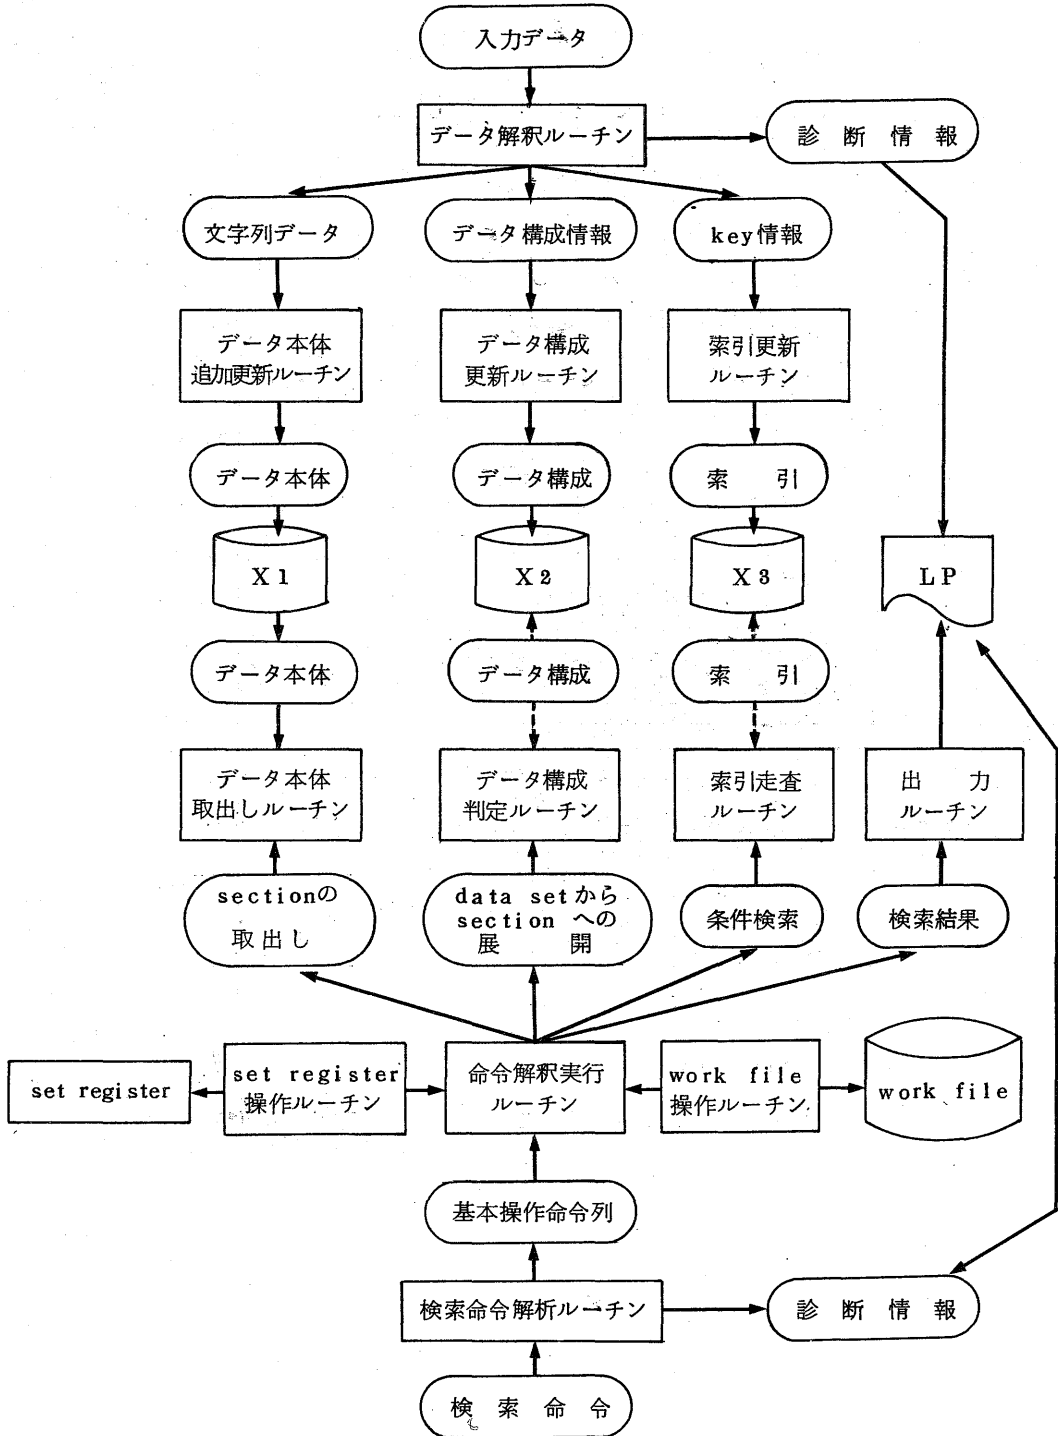 入力データ
データ解釈ルーチン
診断情報
文字列データ
データ構成情報
key情報
データ本体
追加更新ルーチン
データ構成
更新ルーチン
索引更新
ルーチン
データ本体
データ構成
索引
X1
X2
X3
LP
データ本体
データ構成
索引
データ本体
取出しルーチン
データ構成
判定ルーチン
索引走査
ルーチン
出力
ルーチン
sectionの
取出し
data setから
section への
展開
条件検索
検索結果
set register
set register
操作ルーチン
命令解釈実行
ルーチン
work file
操作ルーチン
work file
基本操作命令列
検索命令解析ルーチン
診断情報
検索命令